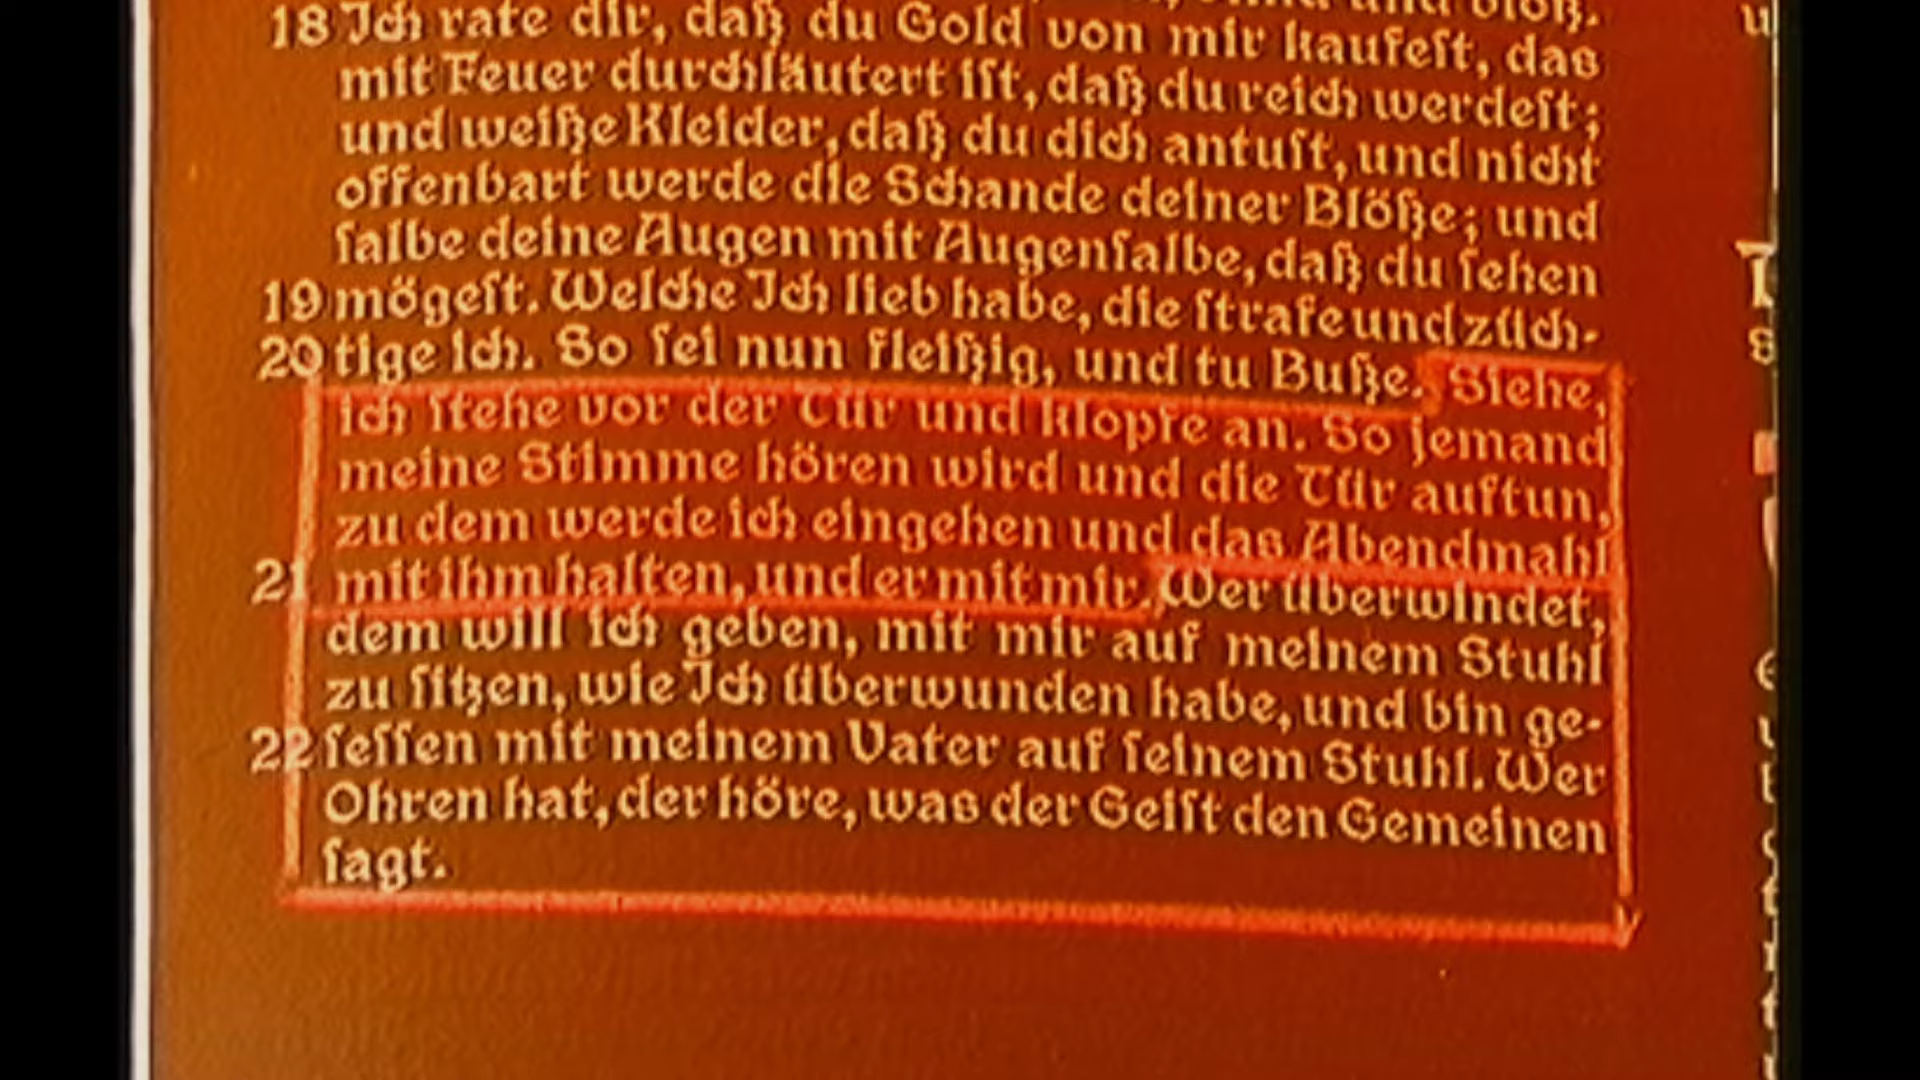 18 Ich rate dir, daß du Gold von mir kaufest, das
mit Feuer durchläutert ist, daß du reich werdest;
und weiße Kleider, daß du dich antust, und nicht
offenbart werde die Schande deiner Blöße; und
salbe deine Augen mit Augensalbe, daß du sehen
19 mögest. Welche Ich lieb habe, die strafe und züch-
20 tige ich. So sei nun fleißig, und tu Buße. Siehe,
ich stehe vor der Tür und klopfe an. So jemand
meine Stimme hören wird und die Tür auftun,
zu dem werde ich eingehen und das Abendmahl
21 mit ihm halten, und er mit mir. Wer überwindet,
dem will ich geben, mit mir auf meinem Stuhl
zu sitzen, wie Ich überwunden habe, und bin ge-
22 sessen mit meinem Vater auf seinem Stuhl. Wer
Ohren hat, der höre, was der Geist den Gemeinen
sagt.